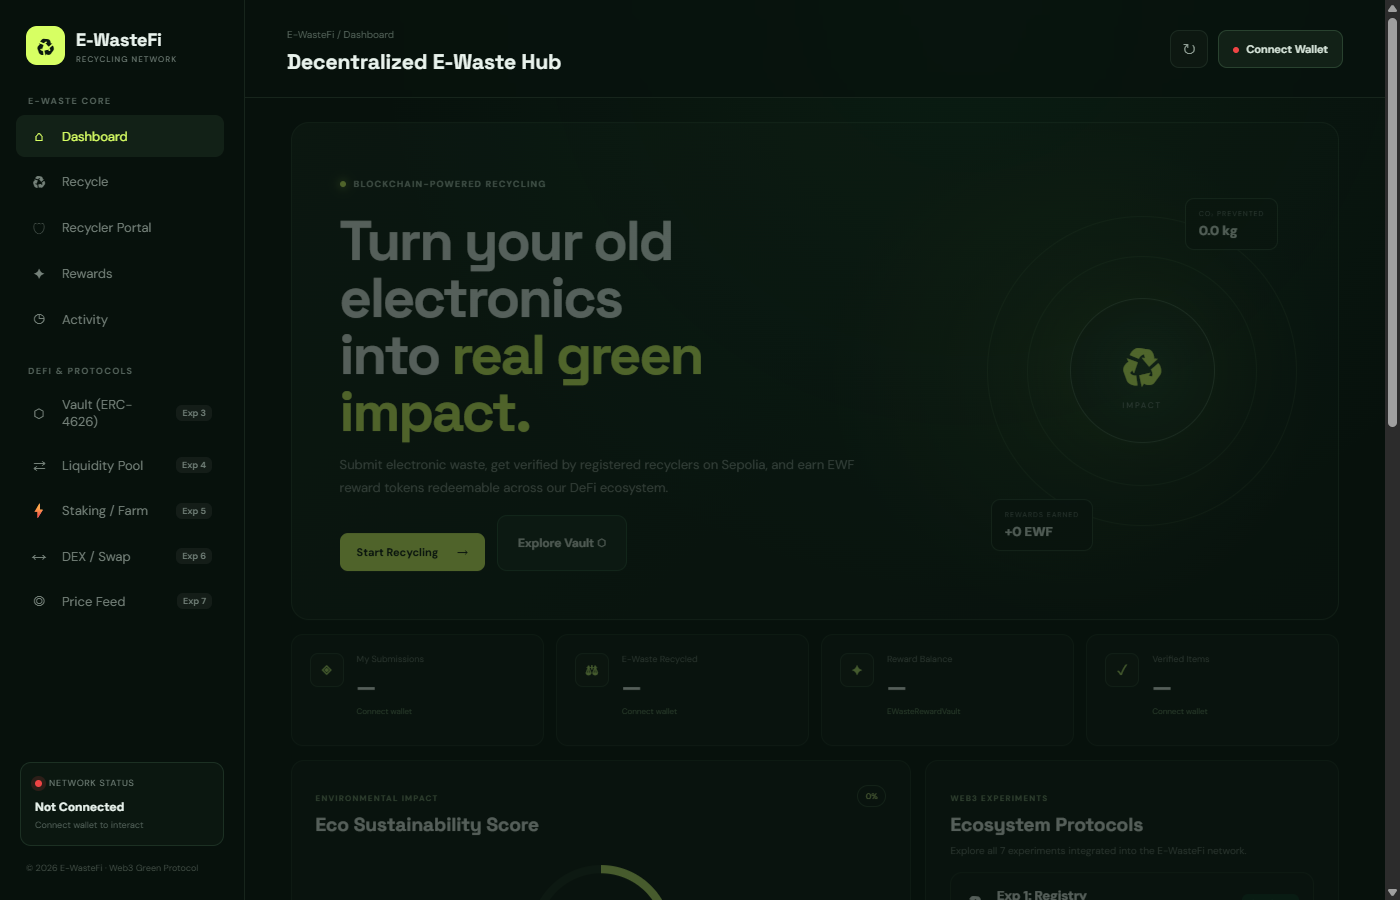 E-WasteFi
RECYCLING NETWORK
E-WASTE CORE
Dashboard
Recycle
Recycler Portal
Rewards
Activity
DEFI & PROTOCOLS
Vault (ERC-
4626)
Exp 3
Liquidity Pool
Exp 4
Staking / Farm
Exp 5
DEX / Swap
Exp 6
Price Feed
Exp 7
NETWORK STATUS
Not Connected
Connect wallet to interact
© 2026 E-WasteFi · Web3 Green Protocol
E-WasteFi / Dashboard
Decentralized E-Waste Hub
Connect Wallet
BLOCKCHAIN-POWERED RECYCLING
Turn your old
electronics
into real green
impact.
Submit electronic waste, get verified by registered recyclers on Sepolia, and earn EWF
reward tokens redeemable across our DeFi ecosystem.
Start Recycling →
Explore Vault
CO₂ PREVENTED
0.0 kg
IMPACT
REWARDS EARNED
+0 EWF
My Submissions
—
Connect wallet
E-Waste Recycled
—
Connect wallet
Reward Balance
—
EWasteRewardVault
Verified Items
—
Connect wallet
ENVIRONMENTAL IMPACT
0%
Eco Sustainability Score
WEB3 EXPERIMENTS
Ecosystem Protocols
Explore all 7 experiments integrated into the E-WasteFi network.
Exp 1: Registry